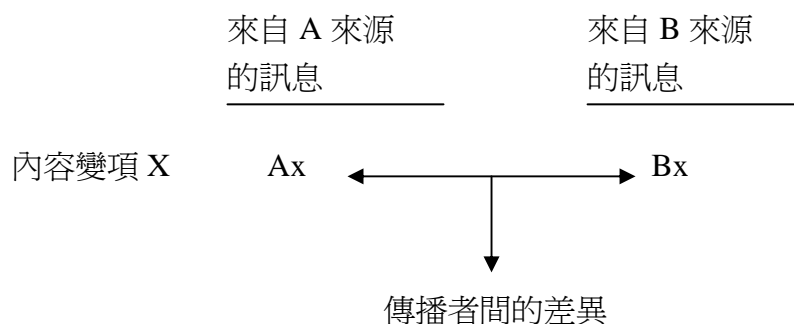 來自 A 來源
的訊息
來自 B 來源
的訊息
內容變項 X Ax Bx
傳播者間的差異